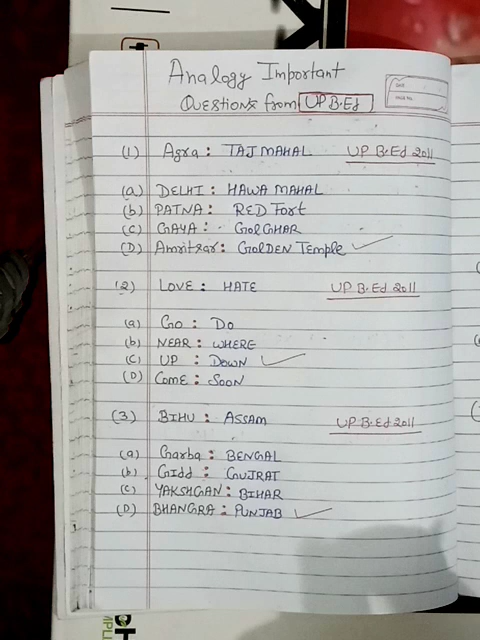 Analogy Important
Questions from UP B.Ed
(1) Agra : TAJ MAHAL UP B.Ed 2011
(a) DELHI : HAWA MAHAL
(b) PATNA : RED Fort
(C) GAYA : GOLGHAR
(D) Amritsar : GOLDEN Temple
(2) LOVE : HATE UP B.Ed 2011
(a) GO : DO
(b) NEAR : WHERE
(C) UP : DOWN
(D) Come : SOON
(3) BIHU : ASSAM UP B.Ed 2011
(a) Garba : BENGAL
(b) GIDD : GUJRAT
(C) YAKSHGAN : BIHAR
(D) BHANGRA : PUNJAB